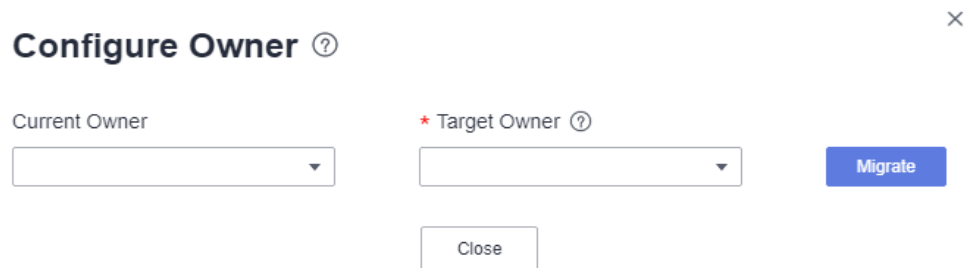 Configure Owner
Current Owner
* Target Owner
Migrate
Close